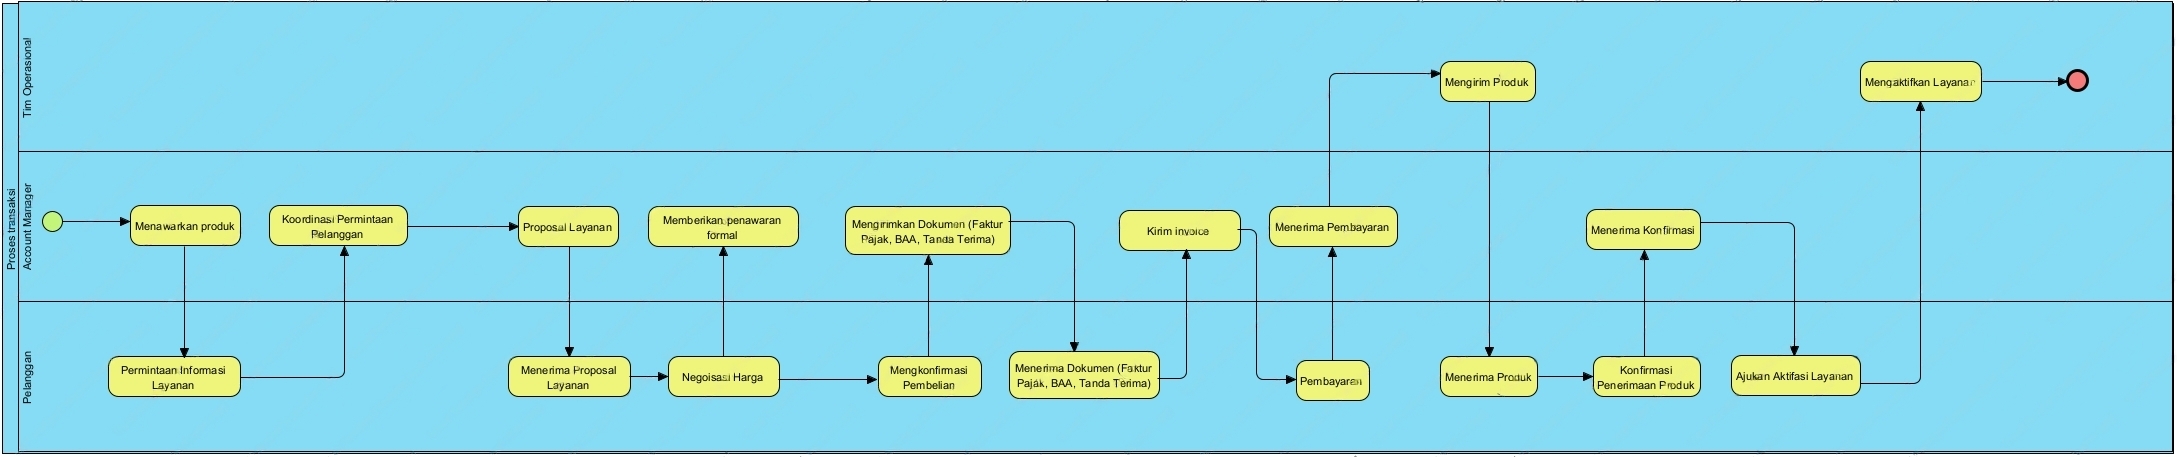 Proses transaksi
Tim Operasional
Mengirim Produk
Mengaktifkan Layanan
Account Manager
Menawarkan produk
Koordinasi Permintaan
Pelanggan
Proposal Layanan
Memberikan penawaran
formal
Mengirimkan Dokumen (Faktur
Pajak, BAA, Tanda Terima)
Kirim invoice
Menerima Pembayaran
Menerima Konfirmasi
Pelanggan
Permintaan Informasi
Layanan
Menerima Proposal
Layanan
Negoisasi Harga
Mengkonfirmasi
Pembelian
Menerima Dokumen (Faktur
Pajak, BAA, Tanda Terima)
Pembayaran
Menerima Produk
Konfirmasi
Penerimaan Produk
Ajukan Aktifasi Layanan